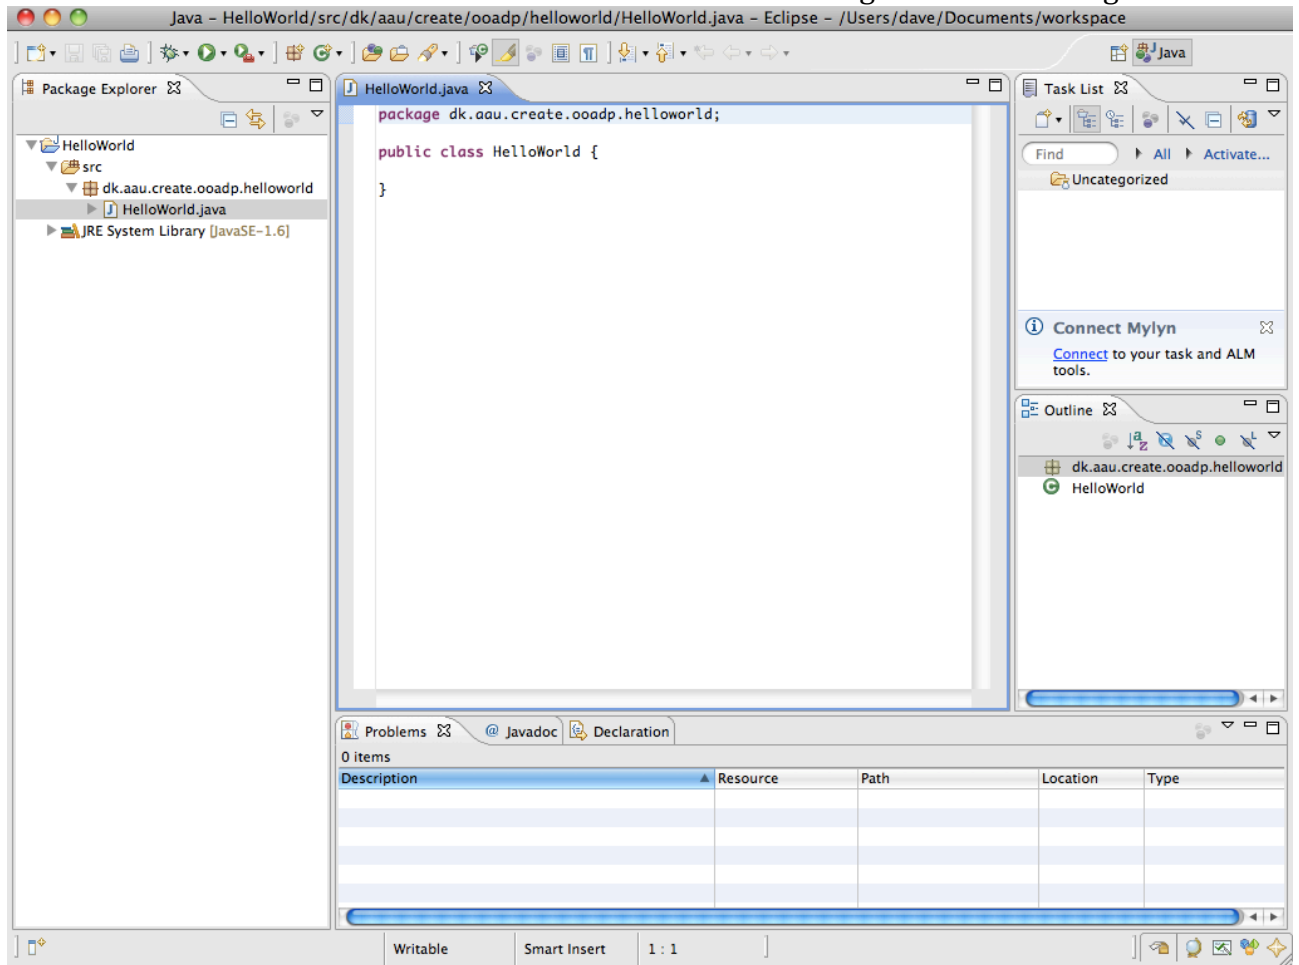 Java – HelloWorld/src/dk/aau/create/ooadp/helloworld/HelloWorld.java – Eclipse – /Users/dave/Documents/workspace
Java
Package Explorer
HelloWorld
src
dk.aau.create.ooadp.helloworld
HelloWorld.java
JRE System Library [JavaSE-1.6]
HelloWorld.java
package dk.aau.create.ooadp.helloworld;
public class HelloWorld {
}
Task List
Find All Activate...
Uncategorized
Connect Mylyn
Connect to your task and ALM
tools.
Outline
dk.aau.create.ooadp.helloworld
HelloWorld
Problems @ Javadoc Declaration
0 items
Description Resource Path Location Type
Writable Smart Insert 1 : 1